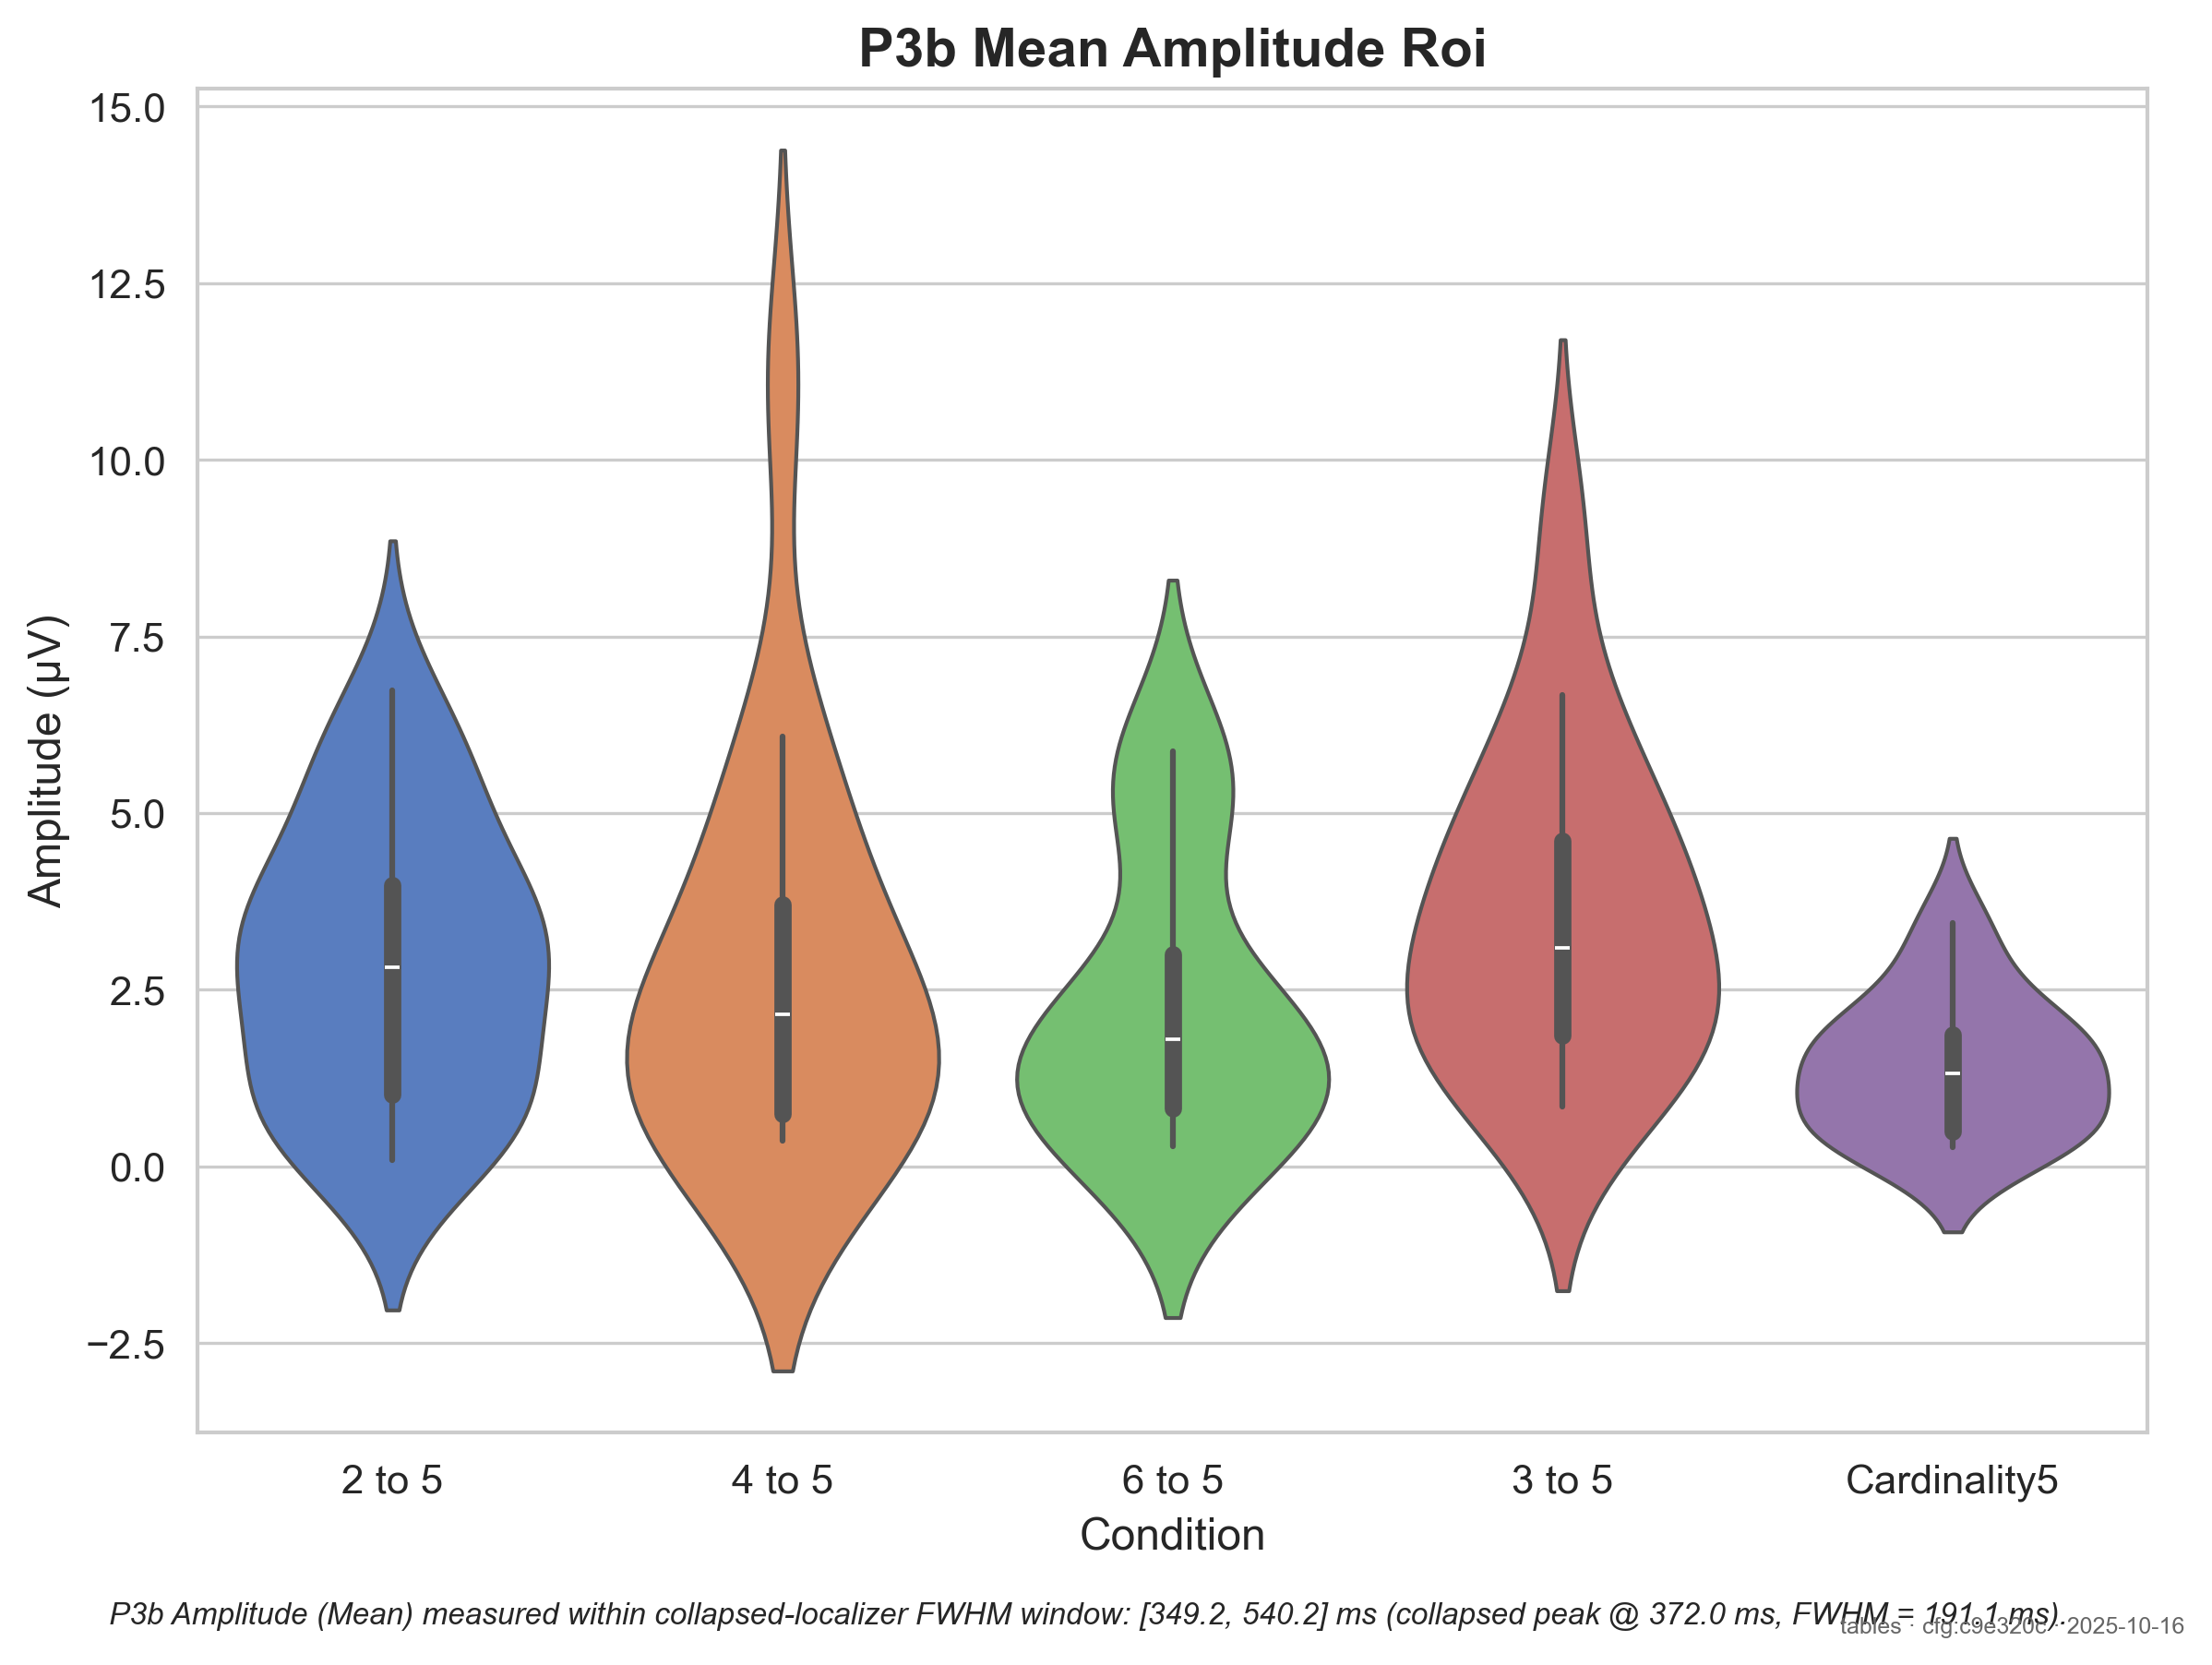 P3b Mean Amplitude Roi
15.0
12.5
10.0
7.5
5.0
2.5
0.0
−2.5
Amplitude (µV)
2 to 5
4 to 5
6 to 5
3 to 5
Cardinality5
Condition
P3b Amplitude (Mean) measured within collapsed-localizer FWHM window: [349.2, 540.2] ms (collapsed peak @ 372.0 ms, FWHM = 191.1 ms).
tables · cfg:c9e320c · 2025-10-16